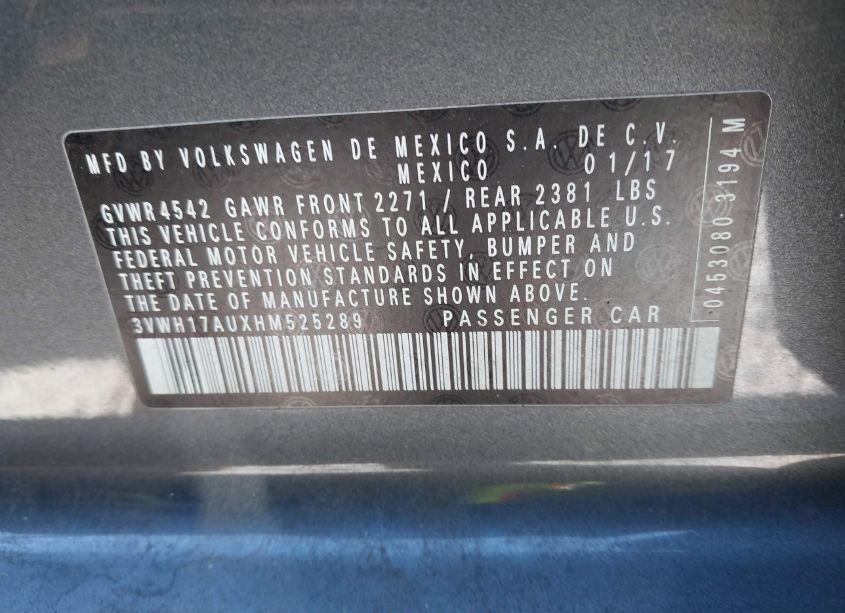 MFD BY VOLKSWAGEN DE MEXICO S.A. DE C.V.
MEXICO 01/17
GVWR4542 GAWR FRONT 2271 / REAR 2381 LBS
THIS VEHICLE CONFORMS TO ALL APPLICABLE U.S.
FEDERAL MOTOR VEHICLE SAFETY, BUMPER AND
THEFT PREVENTION STANDARDS IN EFFECT ON
THE DATE OF MANUFACTURE SHOWN ABOVE.
3VWH17AUXHM525289 PASSENGER CAR
0453080 3194 M